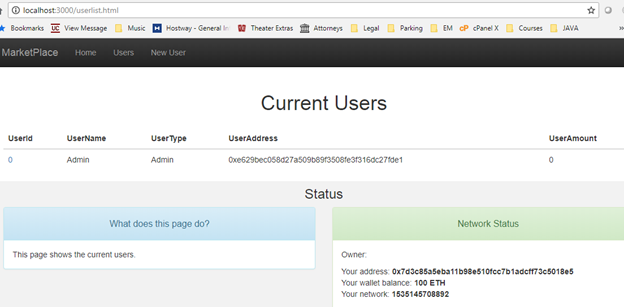 localhost:3000/userlist.html
Bookmarks UC View Message Music Hostway - General In Theater Extras Attorneys Legal Parking EM cP cPanel X Courses JAVA »
MarketPlace Home Users New User
Current Users
UserId UserName UserType UserAddress UserAmount
0 Admin Admin 0xe629bec058d27a509b89f3508fe3f316dc27fde1 0
Status
What does this page do? Network Status
This page shows the current users. Owner:
Your address: 0x7d3c85a5eba11b98e510fcc7b1adcff73c5018e5
Your wallet balance: 100 ETH
Your network: 1535145708892